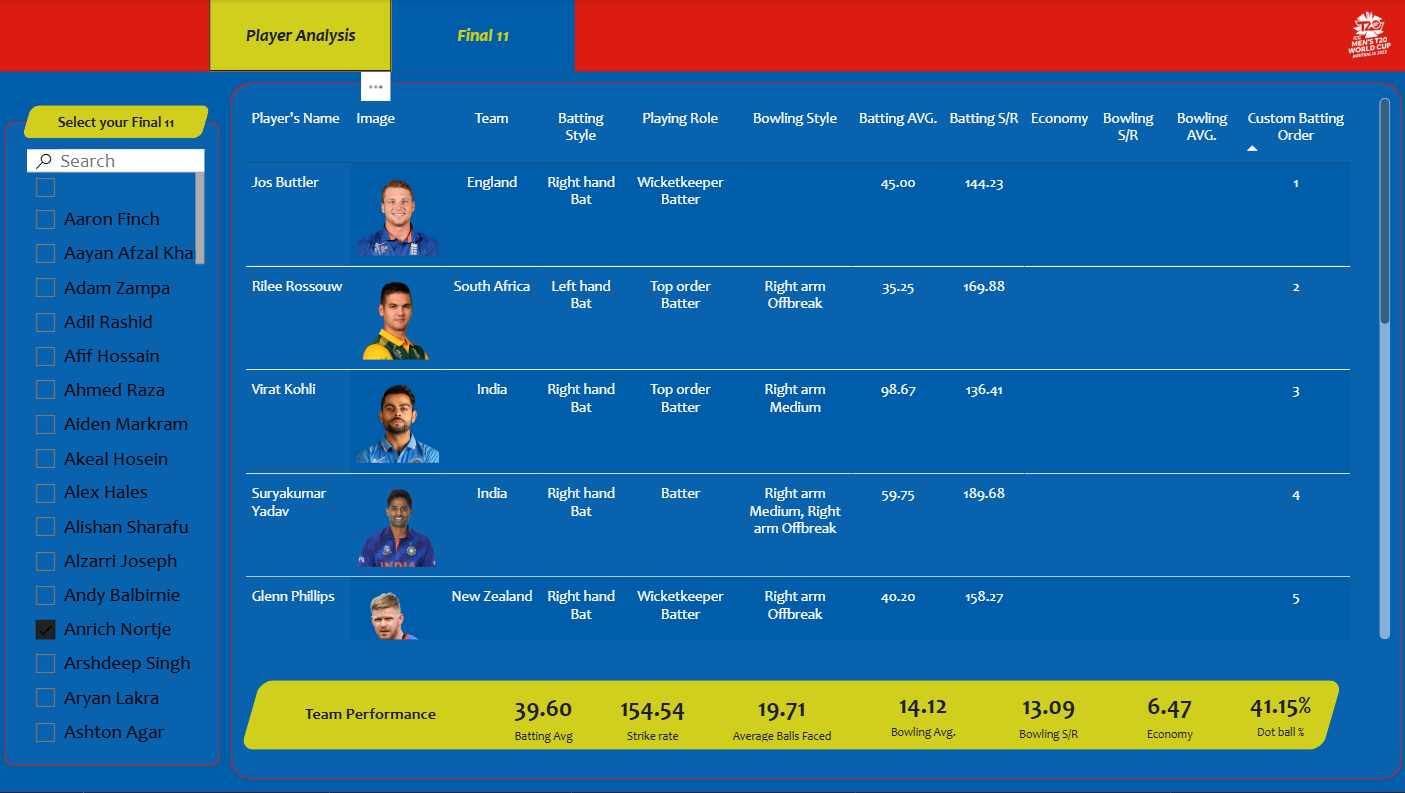 Player Analysis
Final 11
ICC
MEN'S T20
WORLD CUP
AUSTRALIA 2022
Select your Final 11
Search
Aaron Finch
Aayan Afzal Kha
Adam Zampa
Adil Rashid
Afif Hossain
Ahmed Raza
Aiden Markram
Akeal Hosein
Alex Hales
Alishan Sharafu
Alzarri Joseph
Andy Balbirnie
Anrich Nortje
Arshdeep Singh
Aryan Lakra
Ashton Agar
Player's Name Image Team Batting Style Playing Role Bowling Style Batting AVG. Batting S/R Economy Bowling S/R Bowling AVG. Custom Batting Order
Jos Buttler England Right hand Bat Wicketkeeper Batter 45.00 144.23 1
Rilee Rossouw South Africa Left hand Bat Top order Batter Right arm Offbreak 35.25 169.88 2
Virat Kohli India Right hand Bat Top order Batter Right arm Medium 98.67 136.41 3
Suryakumar Yadav India Right hand Bat Batter Right arm Medium, Right arm Offbreak 59.75 189.68 4
INDIA
Glenn Phillips New Zealand Right hand Bat Wicketkeeper Batter Right arm Offbreak 40.20 158.27 5
Team Performance
39.60 154.54 19.71 14.12 13.09 6.47 41.15%
Batting Avg Strike rate Average Balls Faced Bowling Avg. Bowling S/R Economy Dot ball %